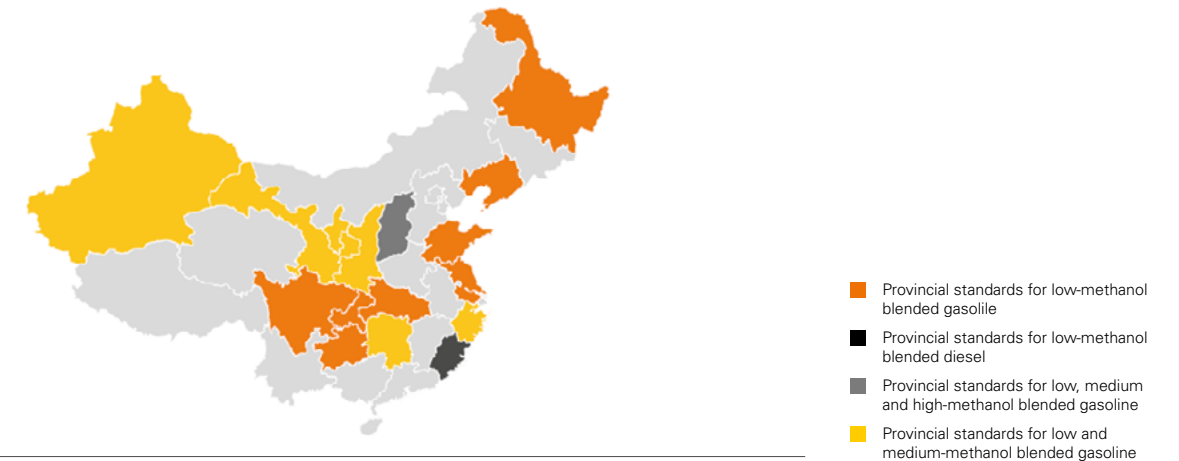 Provincial standards for low-methanol
blended gasolile
Provincial standards for low-methanol
blended diesel
Provincial standards for low, medium
and high-methanol blended gasoline
Provincial standards for low and
medium-methanol blended gasoline